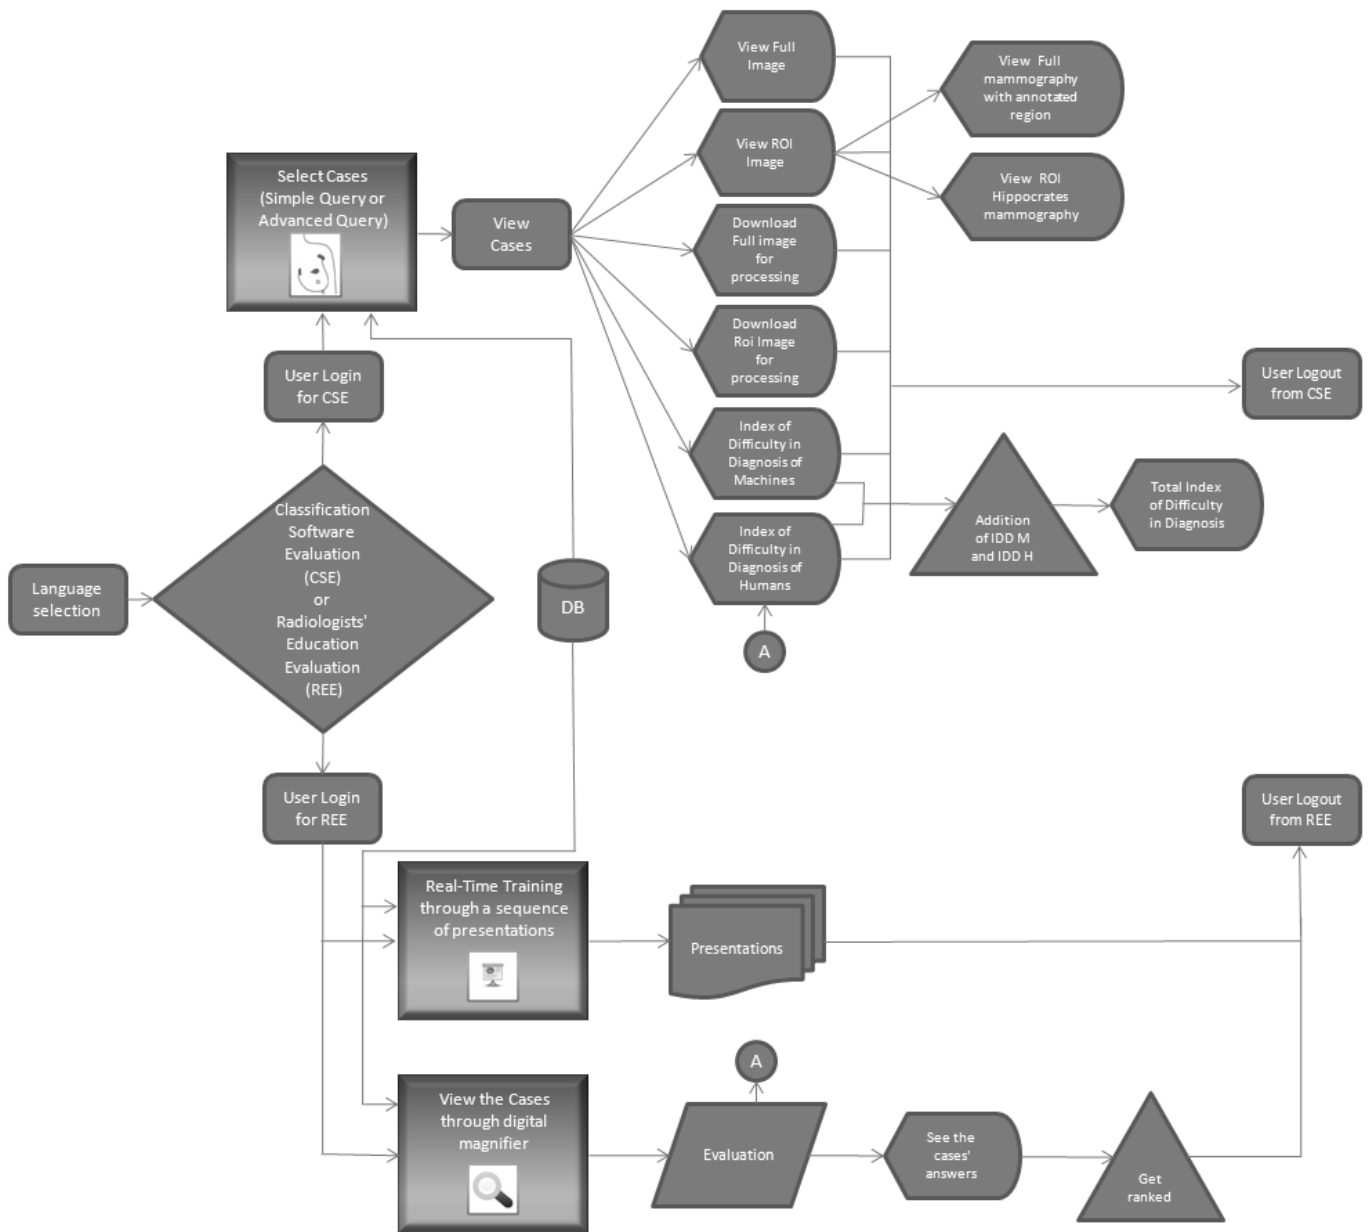 View Full
Image
View Full
mammography
with annotated
region
View ROI
Image
View ROI
Hippocrates
mammography
Select Cases
(Simple Query or
Advanced Query)
View
Cases
Download
Full image
for
processing
Download
Roi Image
for
processing
User Login
for CSE
User Logout
from CSE
Index of
Difficulty in
Diagnosis of
Machines
Total Index
of Difficulty
in Diagnosis
Addition
of IDD M
and IDD H
Index of
Difficulty in
Diagnosis of
Humans
Classification
Software
Evaluation
(CSE)
or
Radiologists'
Education
Evaluation
(REE)
Language
selection
DB
A
User Login
for REE
User Logout
from REE
Real-Time Training
through a sequence
of presentations
Presentations
A
View the Cases
through digital
magnifier
Evaluation
See the
cases'
answers
Get
ranked